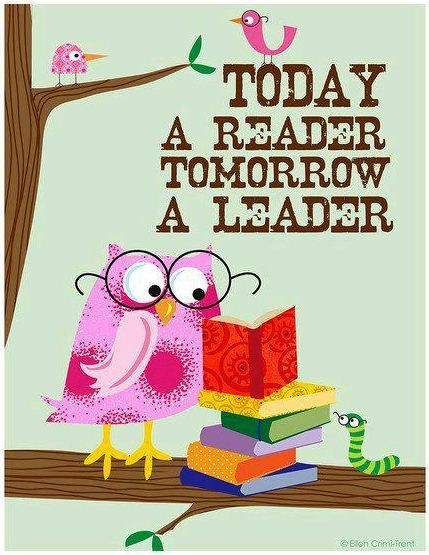 TODAY
A READER
TOMORROW
A LEADER
© Ellen Crimi-Trent